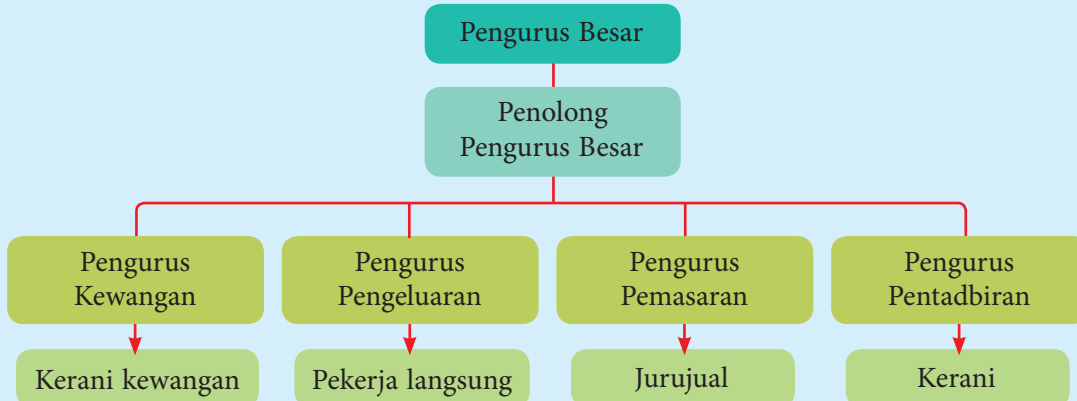 Pengurus Besar
Penolong
Pengurus Besar
Pengurus
Kewangan
Pengurus
Pengeluaran
Pengurus
Pemasaran
Pengurus
Pentadbiran
Kerani kewangan
Pekerja langsung
Jurujual
Kerani